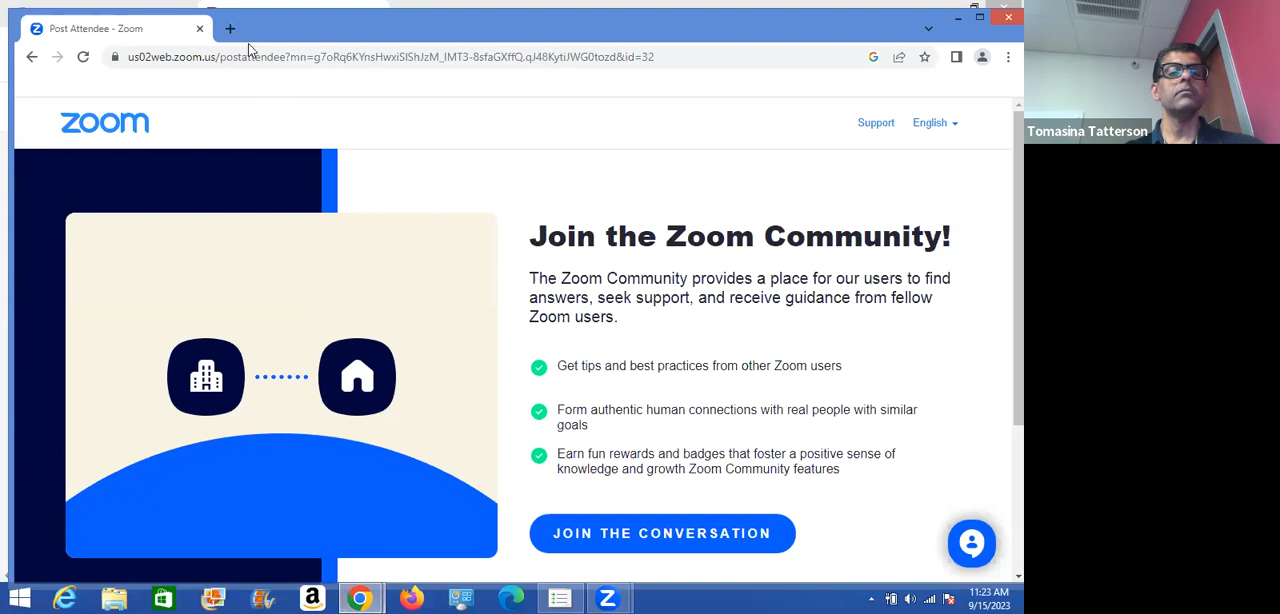 Post Attendee - Zoom
us02web.zoom.us/postattendee?mn=g7oRq6KYnsHwxiSIShJzM_IMT3-8sfaGXffQ.qJ48KytiJWG0tozd&id=32
zoom
Support
English
Join the Zoom Community!
The Zoom Community provides a place for our users to find
answers, seek support, and receive guidance from fellow
Zoom users.
Get tips and best practices from other Zoom users
Form authentic human connections with real people with similar
goals
Earn fun rewards and badges that foster a positive sense of
knowledge and growth Zoom Community features
JOIN THE CONVERSATION
Tomasina Tatterson
11:23 AM
9/15/2023